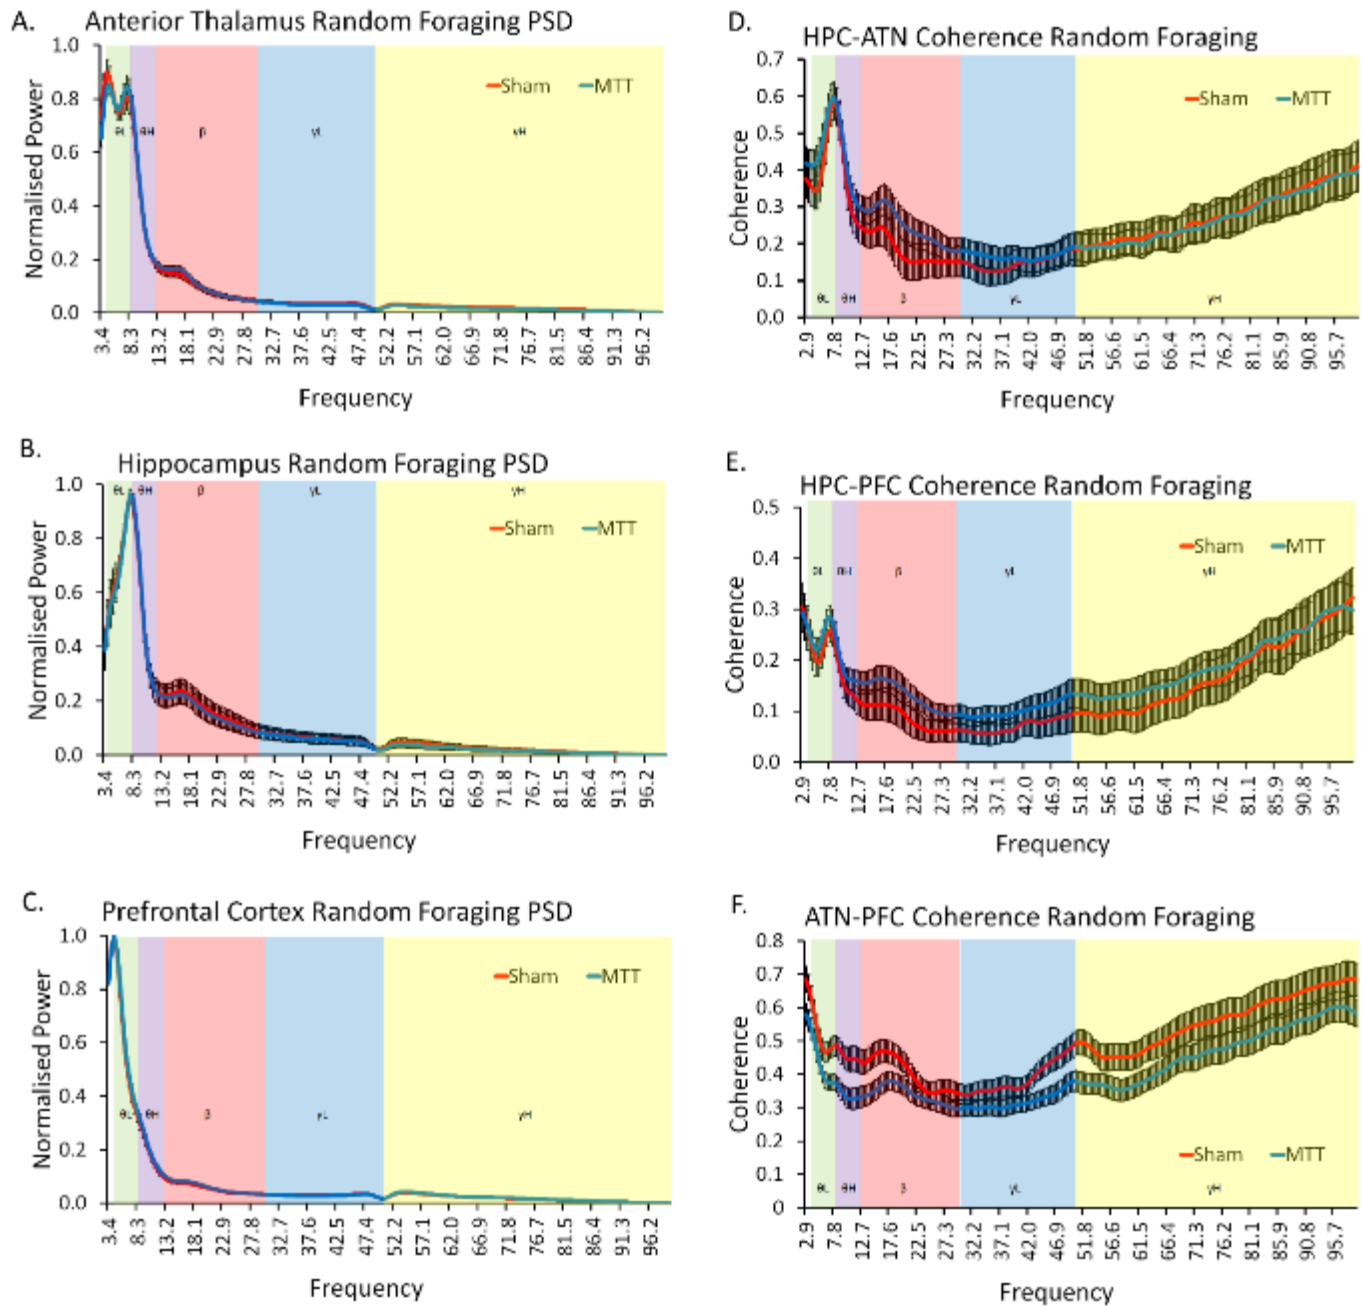 A.
Anterior Thalamus Random Foraging PSD
Normalised Power
1.0
0.8
0.6
0.4
0.2
0.0
Sham MTT
θL θH β γL γH
3.4 8.3 13.2 18.1 22.9 27.8 32.7 37.6 42.5 47.4 52.2 57.1 62.0 66.9 71.8 76.7 81.5 86.4 91.3 96.2
Frequency
B.
Hippocampus Random Foraging PSD
Normalised Power
1.0
0.8
0.6
0.4
0.2
0.0
θL θH β γL γH
Sham MTT
3.4 8.3 13.2 18.1 22.9 27.8 32.7 37.6 42.5 47.4 52.2 57.1 62.0 66.9 71.8 76.7 81.5 86.4 91.3 96.2
Frequency
C.
Prefrontal Cortex Random Foraging PSD
Normalised Power
1.0
0.8
0.6
0.4
0.2
0.0
Sham MTT
θL θH β γL γH
3.4 8.3 13.2 18.1 22.9 27.8 32.7 37.6 42.5 47.4 52.2 57.1 62.0 66.9 71.8 76.7 81.5 86.4 91.3 96.2
Frequency
D.
HPC-ATN Coherence Random Foraging
Coherence
0.7
0.6
0.5
0.4
0.3
0.2
0.1
0.0
Sham MTT
θL θH β γL γH
2.9 7.8 12.7 17.6 22.5 27.3 32.2 37.1 42.0 46.9 51.8 56.6 61.5 66.4 71.3 76.2 81.1 85.9 90.8 95.7
Frequency
E.
HPC-PFC Coherence Random Foraging
Coherence
0.5
0.4
0.3
0.2
0.1
0.0
Sham MTT
θL θH β γL γH
2.9 7.8 12.7 17.6 22.5 27.3 32.2 37.1 42.0 46.9 51.8 56.6 61.5 66.4 71.3 76.2 81.1 85.9 90.8 95.7
Frequency
F.
ATN-PFC Coherence Random Foraging
Coherence
0.8
0.7
0.6
0.5
0.4
0.3
0.2
0.1
0
Sham MTT
θL θH β γL γH
2.9 7.8 12.7 17.6 22.5 27.3 32.2 37.1 42.0 46.9 51.8 56.6 61.5 66.4 71.3 76.2 81.1 85.9 90.8 95.7
Frequency